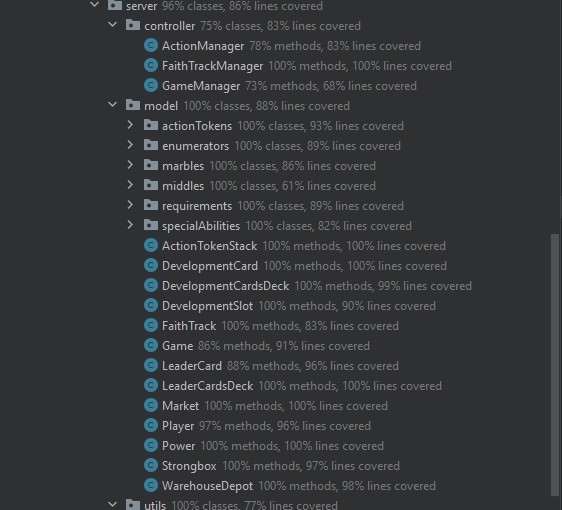 server 96% classes, 86% lines covered
controller 75% classes, 83% lines covered
ActionManager 78% methods, 83% lines covered
FaithTrackManager 100% methods, 100% lines covered
GameManager 73% methods, 68% lines covered
model 100% classes, 88% lines covered
actionTokens 100% classes, 93% lines covered
enumerators 100% classes, 89% lines covered
marbles 100% classes, 86% lines covered
middles 100% classes, 61% lines covered
requirements 100% classes, 89% lines covered
specialAbilities 100% classes, 82% lines covered
ActionTokenStack 100% methods, 100% lines covered
DevelopmentCard 100% methods, 100% lines covered
DevelopmentCardsDeck 100% methods, 99% lines covered
DevelopmentSlot 100% methods, 90% lines covered
FaithTrack 100% methods, 83% lines covered
Game 86% methods, 91% lines covered
LeaderCard 88% methods, 96% lines covered
LeaderCardsDeck 100% methods, 100% lines covered
Market 100% methods, 100% lines covered
Player 97% methods, 96% lines covered
Power 100% methods, 100% lines covered
Strongbox 100% methods, 97% lines covered
WarehouseDepot 100% methods, 98% lines covered
utils 100% classes, 77% lines covered